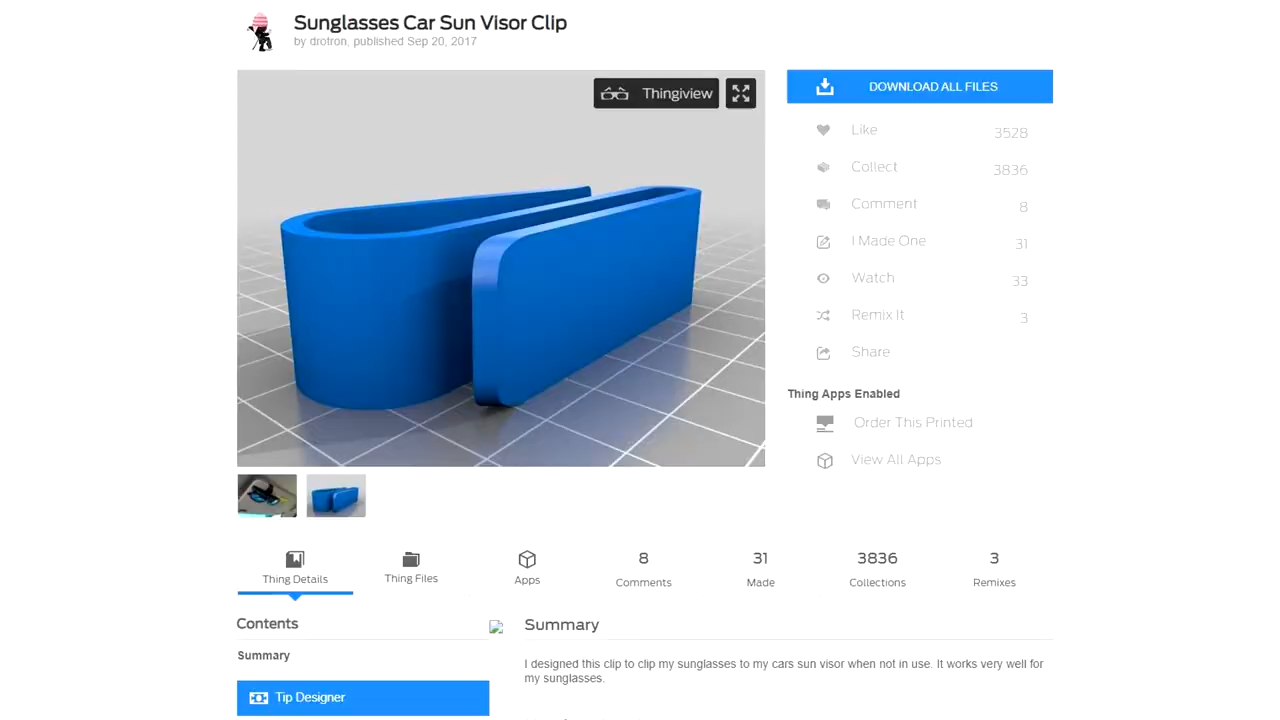 Sunglasses Car Sun Visor Clip
by drotron, published Sep 20, 2017
Thingiview
DOWNLOAD ALL FILES
Like 3528
Collect 3836
Comment 8
I Made One 31
Watch 33
Remix It 3
Share
Thing Apps Enabled
Order This Printed
View All Apps
Thing Details
Thing Files
Apps
8 Comments
31 Made
3836 Collections
3 Remixes
Contents
Summary
Tip Designer
Summary
I designed this clip to clip my sunglasses to my cars sun visor when not in use. It works very well for
my sunglasses.